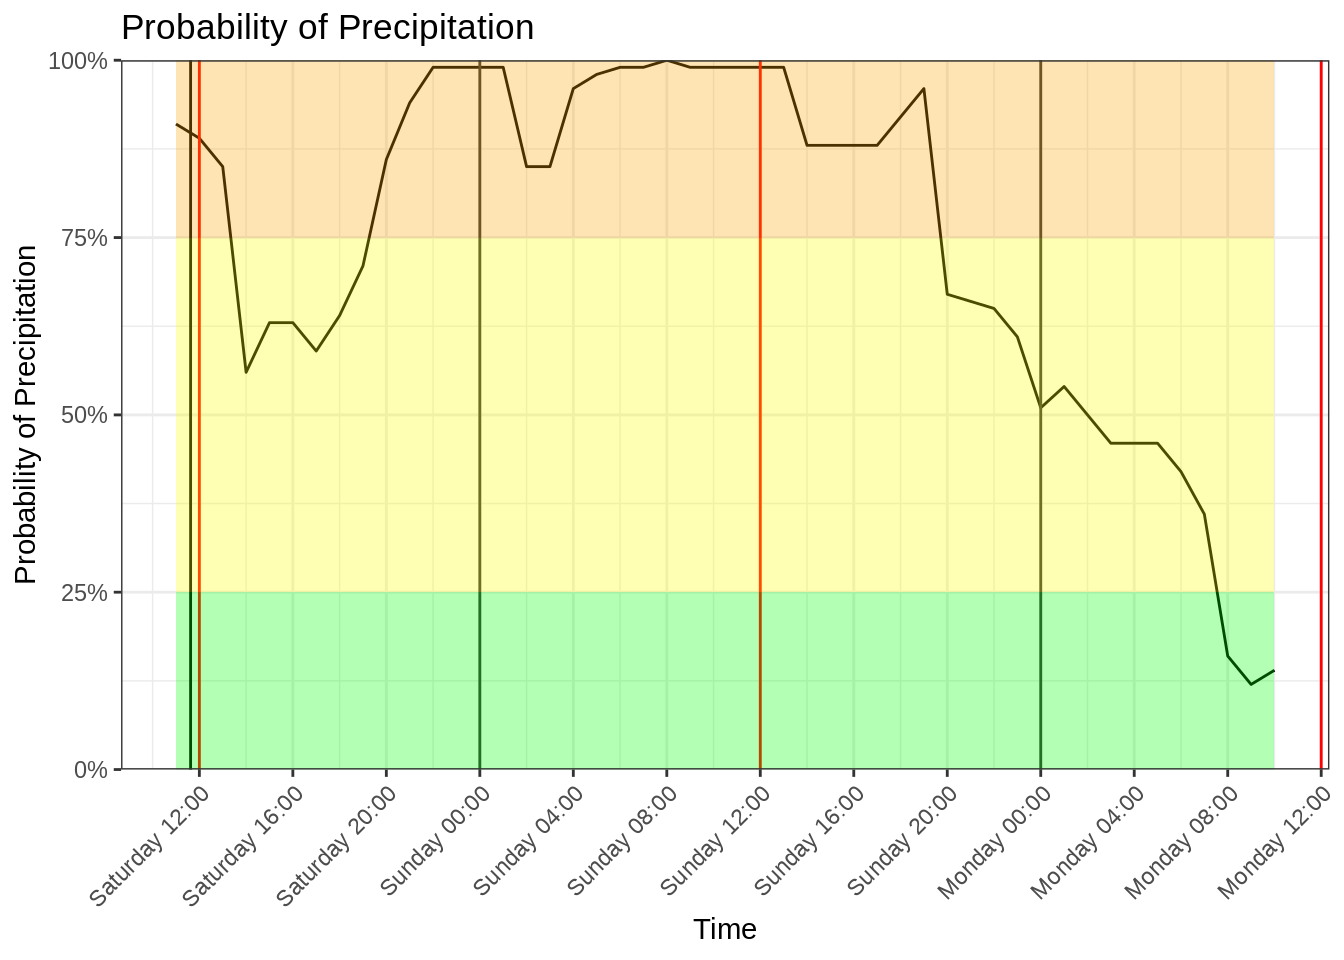 Probability of Precipitation
Probability of Precipitation
100%
75%
50%
25%
0%
Saturday 12:00
Saturday 16:00
Saturday 20:00
Sunday 00:00
Sunday 04:00
Sunday 08:00
Sunday 12:00
Sunday 16:00
Sunday 20:00
Monday 00:00
Monday 04:00
Monday 08:00
Monday 12:00
Time